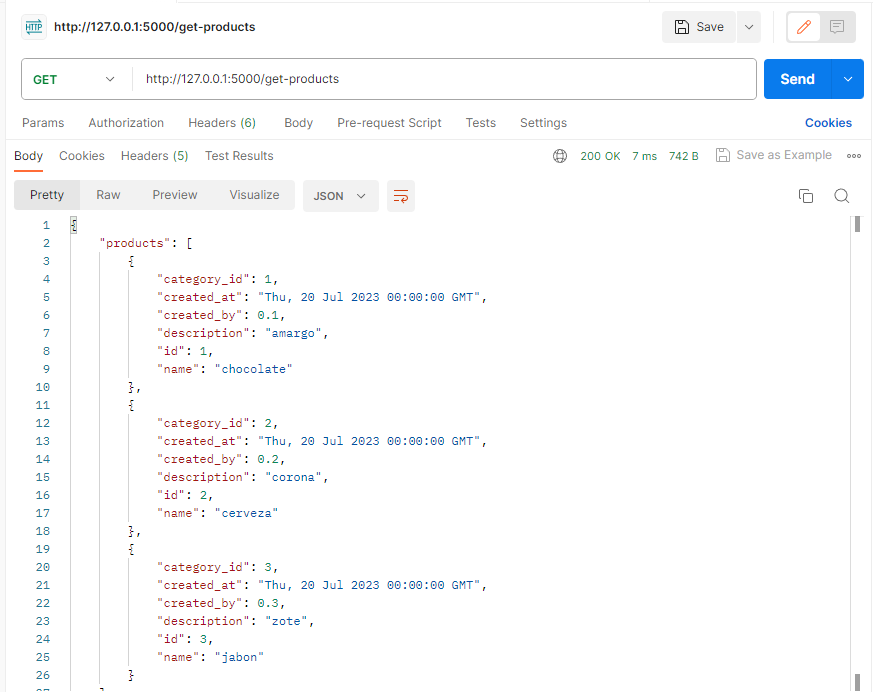 HTTP http://127.0.0.1:5000/get-products Save
GET http://127.0.0.1:5000/get-products Send
Params Authorization Headers (6) Body Pre-request Script Tests Settings Cookies
Body Cookies Headers (5) Test Results 200 OK 7 ms 742 B Save as Example
Pretty Raw Preview Visualize JSON
1 {
2 "products": [
3 {
4 "category_id": 1,
5 "created_at": "Thu, 20 Jul 2023 00:00:00 GMT",
6 "created_by": 0.1,
7 "description": "amargo",
8 "id": 1,
9 "name": "chocolate"
10 },
11 {
12 "category_id": 2,
13 "created_at": "Thu, 20 Jul 2023 00:00:00 GMT",
14 "created_by": 0.2,
15 "description": "corona",
16 "id": 2,
17 "name": "cerveza"
18 },
19 {
20 "category_id": 3,
21 "created_at": "Thu, 20 Jul 2023 00:00:00 GMT",
22 "created_by": 0.3,
23 "description": "zote",
24 "id": 3,
25 "name": "jabon"
26 }